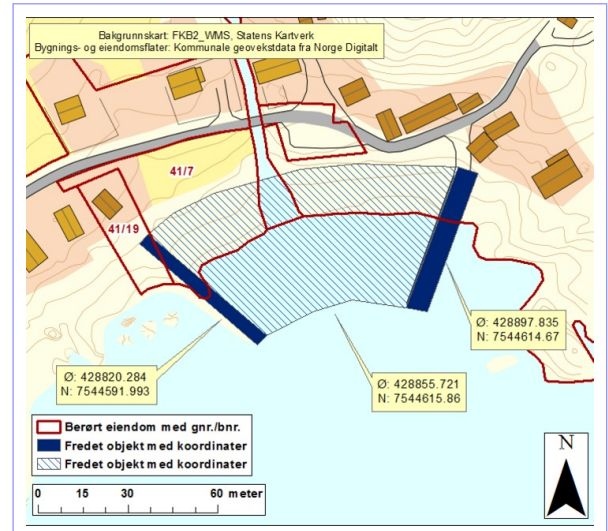 Bakgrunnskart: FKB2_WMS, Statens Kartverk
Bygnings- og eiendomsflater: Kommunale geovekstdata fra Norge Digitalt
41/7
41/19
Ø: 428897.835
N: 7544614.67
Ø: 428820.284
N: 7544591.993
Ø: 428855.721
N: 7544615.86
Berørt eiendom med gnr./bnr.
Fredet objekt med koordinater
Fredet objekt med koordinater
N
0 15 30 60 meter